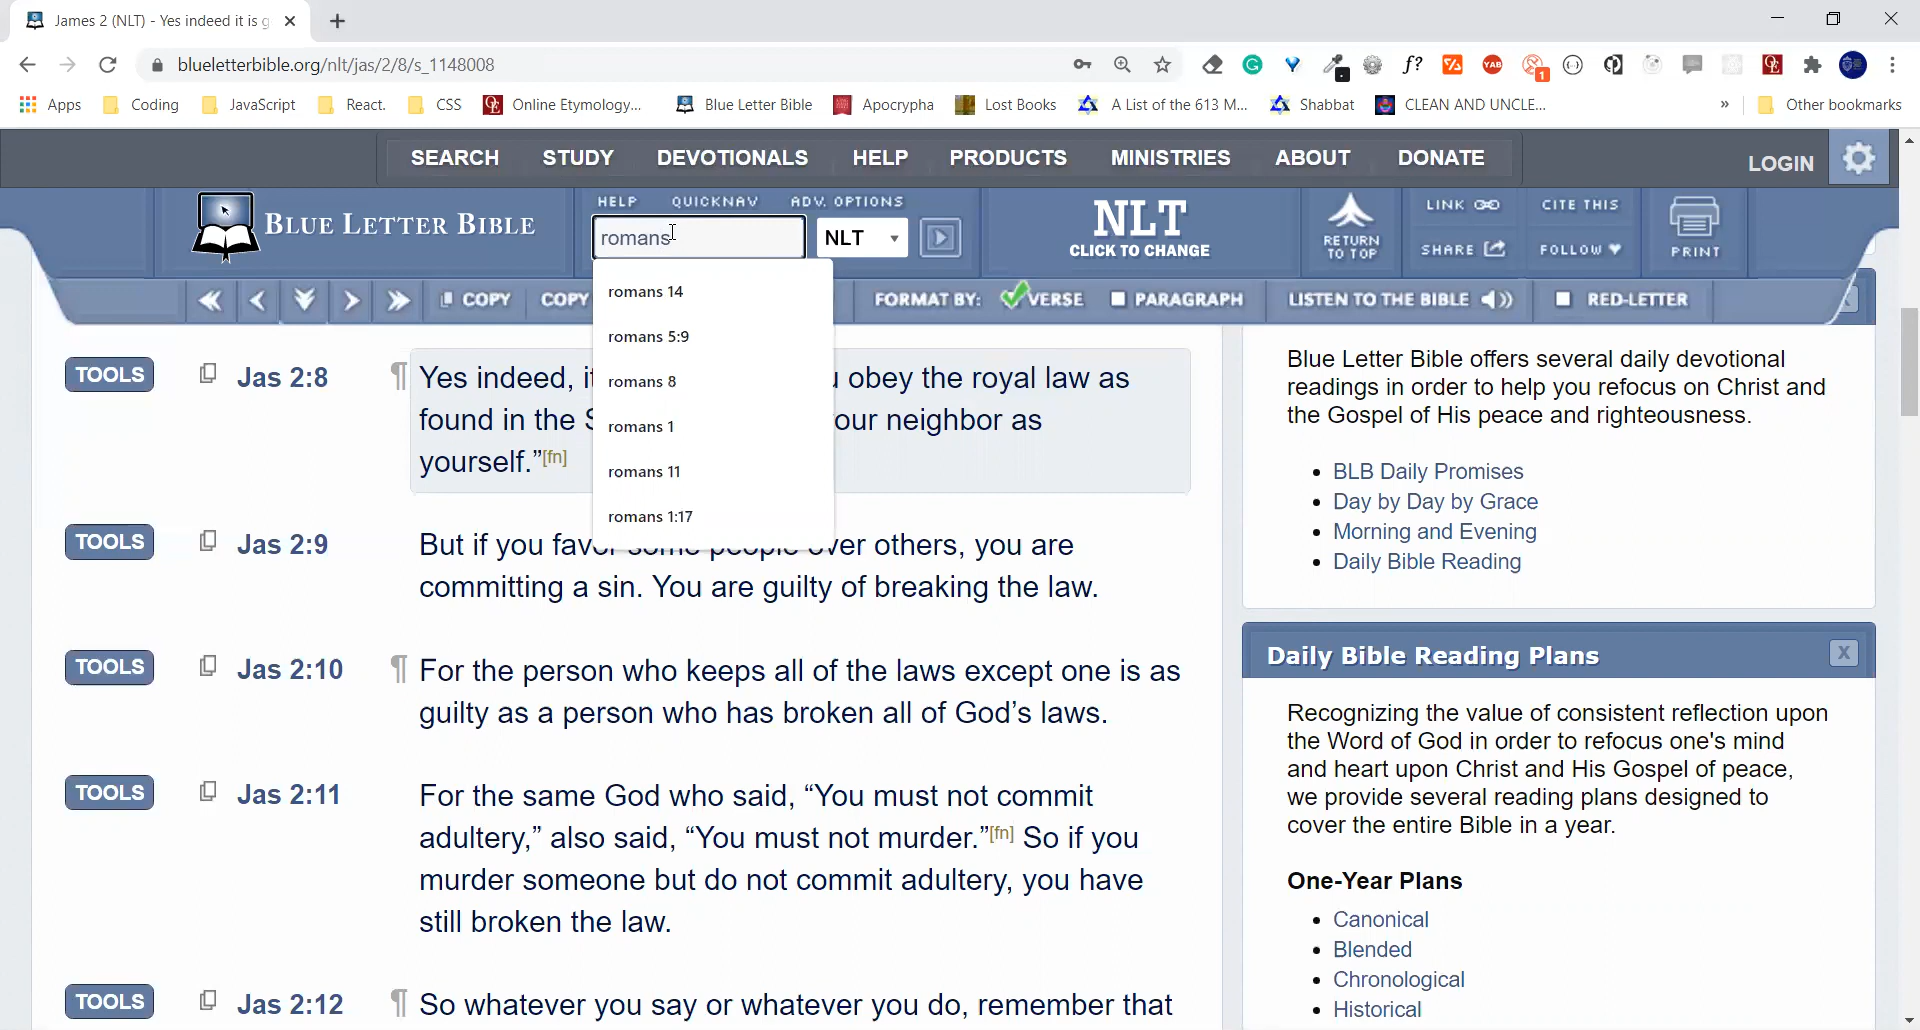 James 2 (NLT) - Yes indeed it is g
blueletterbible.org/nlt/jas/2/8/s_1148008
f?
YAB
1
Apps
Coding
JavaScript
React.
CSS
Online Etymology...
Blue Letter Bible
Apocrypha
Lost Books
A List of the 613 M...
Shabbat
CLEAN AND UNCLE...
»
Other bookmarks
SEARCH
STUDY
DEVOTIONALS
HELP
PRODUCTS
MINISTRIES
ABOUT
DONATE
LOGIN
BLUE LETTER BIBLE
HELP
QUICKNAV
ADV. OPTIONS
romans
NLT
NLT
CLICK TO CHANGE
RETURN
TO TOP
LINK
CITE THIS
SHARE
FOLLOW
PRINT
COPY
COPY
FORMAT BY:
VERSE
PARAGRAPH
LISTEN TO THE BIBLE
RED-LETTER
romans 14
romans 5:9
romans 8
romans 1
romans 11
romans 1:17
TOOLS
Jas 2:8
¶ Yes indeed, it u obey the royal law as
found in the S our neighbor as
yourself.”[fn]
TOOLS
Jas 2:9
But if you favor some people over others, you are
committing a sin. You are guilty of breaking the law.
TOOLS
Jas 2:10
¶ For the person who keeps all of the laws except one is as
guilty as a person who has broken all of God’s laws.
TOOLS
Jas 2:11
For the same God who said, “You must not commit
adultery,” also said, “You must not murder.”[fn] So if you
murder someone but do not commit adultery, you have
still broken the law.
TOOLS
Jas 2:12
¶ So whatever you say or whatever you do, remember that
Blue Letter Bible offers several daily devotional
readings in order to help you refocus on Christ and
the Gospel of His peace and righteousness.
BLB Daily Promises
Day by Day by Grace
Morning and Evening
Daily Bible Reading
Daily Bible Reading Plans
X
Recognizing the value of consistent reflection upon
the Word of God in order to refocus one's mind
and heart upon Christ and His Gospel of peace,
we provide several reading plans designed to
cover the entire Bible in a year.
One-Year Plans
Canonical
Blended
Chronological
Historical